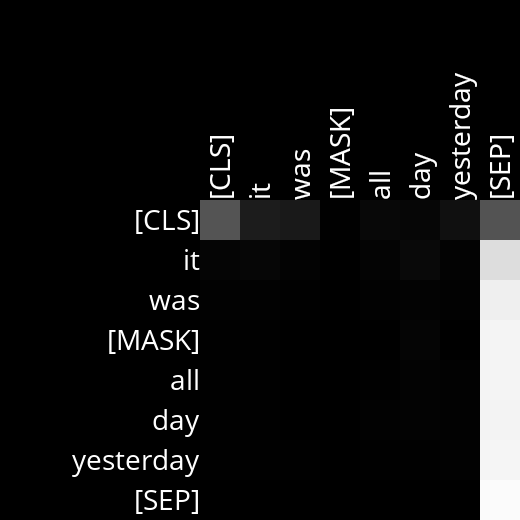 [CLS]
it
was
[MASK]
all
day
yesterday
[SEP]
[CLS]
it
was
[MASK]
all
day
yesterday
[SEP]